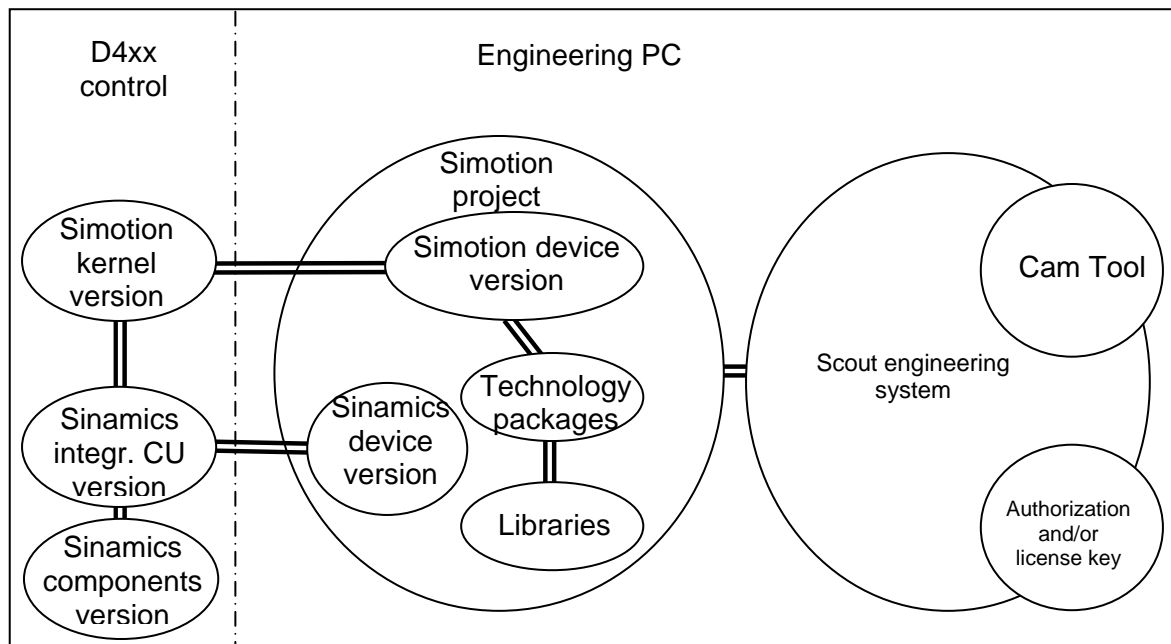 D4xx
control
Engineering PC
Simotion
project
Simotion
kernel
version
Simotion device
version
Cam Tool
Scout engineering
system
Technology
packages
Sinamics
device
version
Sinamics
integr. CU
version
Libraries
Authorization
and/or
license key
Sinamics
components
version